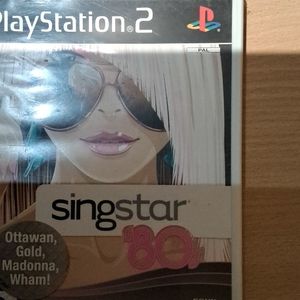 PlayStation 2
PAL
singstar
'80s
Ottawan,
Gold,
Madonna,
Wham!